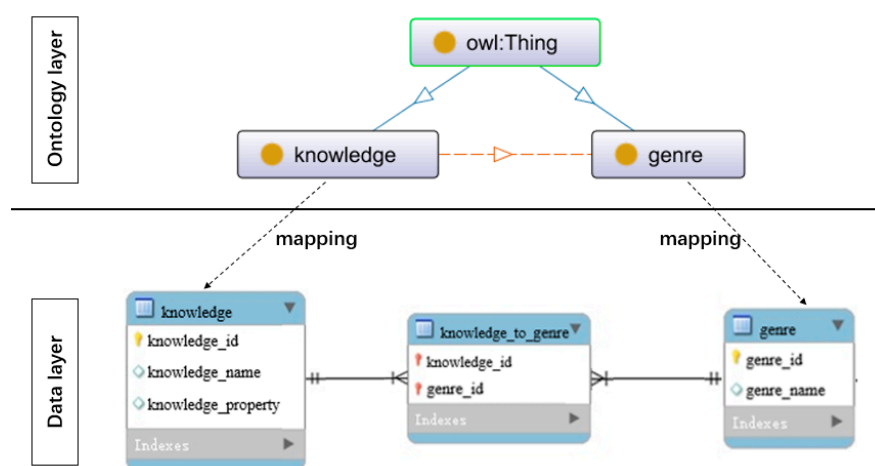 Ontology layer
owl:Thing
knowledge
genre
mapping
mapping
Data layer
knowledge
knowledge_id
knowledge_name
knowledge_property
Indexes
knowledge_to_genre
knowledge_id
genre_id
Indexes
genre
genre_id
genre_name
Indexes